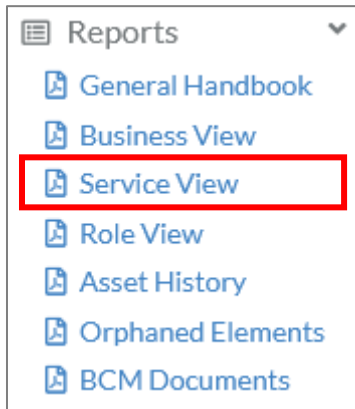 Reports
General Handbook
Business View
Service View
Role View
Asset History
Orphaned Elements
BCM Documents